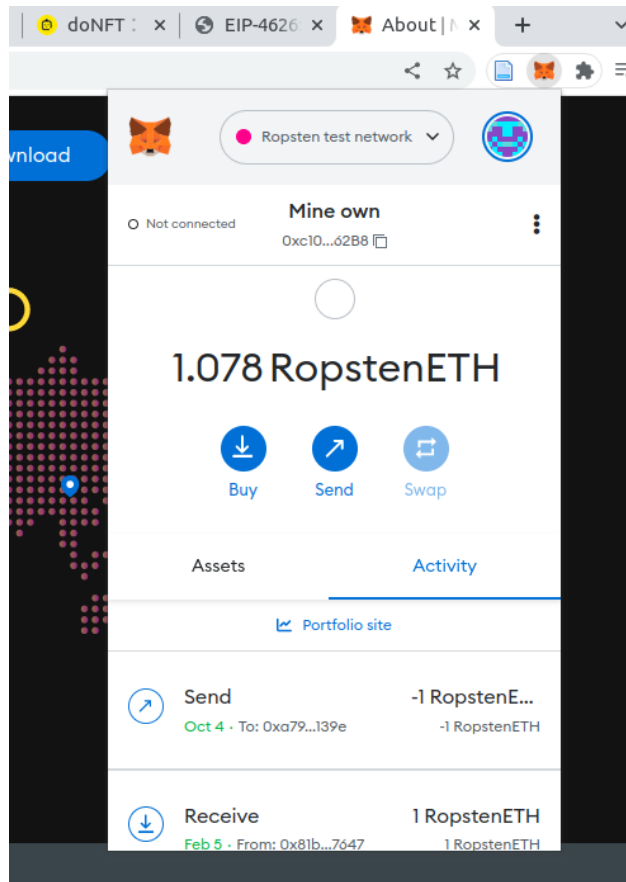 doNFT
EIP-4626
About |
vnload
Ropsten test network
Not connected
Mine own
0xc10...62B8
1.078 RopstenETH
Buy
Send
Swap
Assets
Activity
Portfolio site
Send
-1 RopstenE...
Oct 4 · To: 0xa79...139e
-1 RopstenETH
Receive
1 RopstenETH
Feb 5 · From: 0x81b...7647
1 RopstenETH